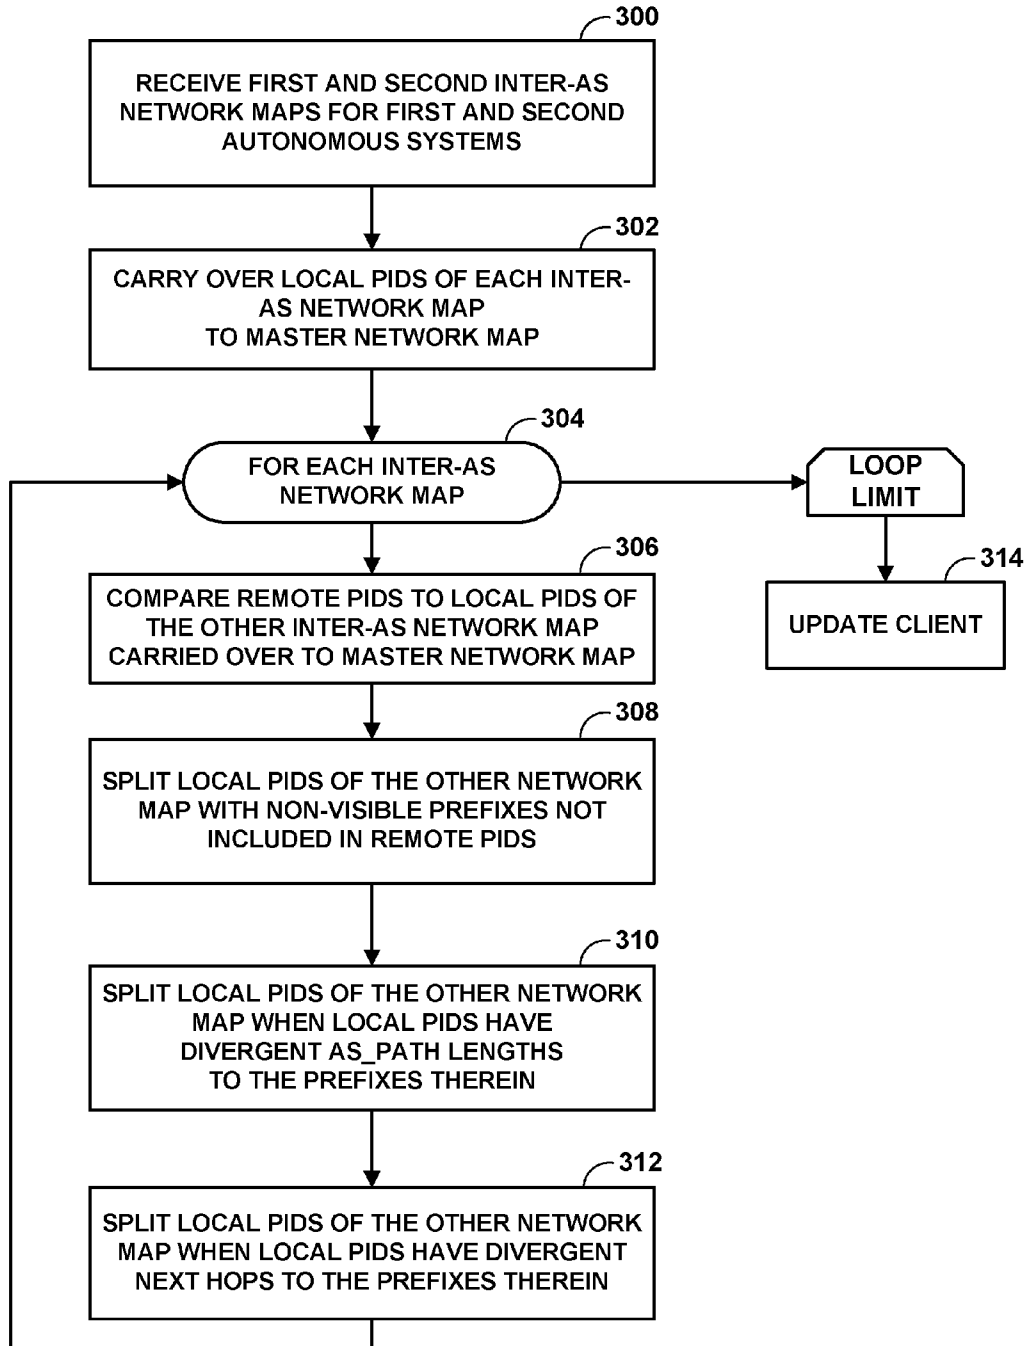 300
RECEIVE FIRST AND SECOND INTER-AS
NETWORK MAPS FOR FIRST AND SECOND
AUTONOMOUS SYSTEMS
302
CARRY OVER LOCAL PIDS OF EACH INTER-
AS NETWORK MAP
TO MASTER NETWORK MAP
304
FOR EACH INTER-AS
NETWORK MAP
LOOP
LIMIT
306
COMPARE REMOTE PIDS TO LOCAL PIDS OF
THE OTHER INTER-AS NETWORK MAP
CARRIED OVER TO MASTER NETWORK MAP
314
UPDATE CLIENT
308
SPLIT LOCAL PIDS OF THE OTHER NETWORK
MAP WITH NON-VISIBLE PREFIXES NOT
INCLUDED IN REMOTE PIDS
310
SPLIT LOCAL PIDS OF THE OTHER NETWORK
MAP WHEN LOCAL PIDS HAVE
DIVERGENT AS_PATH LENGTHS
TO THE PREFIXES THEREIN
312
SPLIT LOCAL PIDS OF THE OTHER NETWORK
MAP WHEN LOCAL PIDS HAVE DIVERGENT
NEXT HOPS TO THE PREFIXES THEREIN